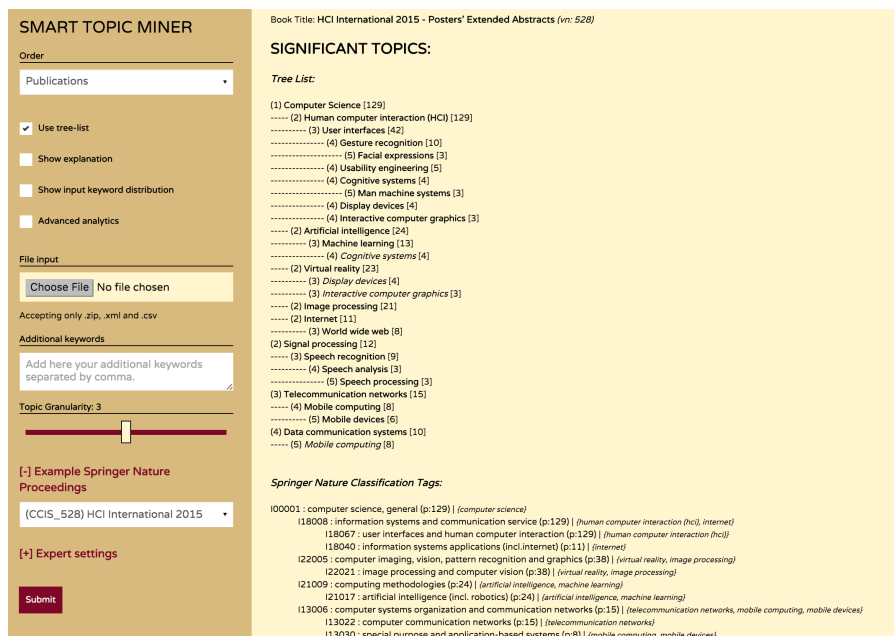 SMART TOPIC MINER
Order
Publications
Use tree-list
Show explanation
Show input keyword distribution
Advanced analytics
File input
Choose File No file chosen
Accepting only .zip, .xml and .csv
Additional keywords
Add here your additional keywords
separated by comma.
Topic Granularity: 3
[-] Example Springer Nature
Proceedings
(CCIS_528) HCI International 2015
[+] Expert settings
Submit
Book Title: HCI International 2015 - Posters' Extended Abstracts (vn: 528)
SIGNIFICANT TOPICS:
Tree List:
(1) Computer Science [129]
----- (2) Human computer interaction (HCI) [129]
---------- (3) User interfaces [42]
--------------- (4) Gesture recognition [10]
-------------------- (5) Facial expressions [3]
--------------- (4) Usability engineering [5]
--------------- (4) Cognitive systems [4]
-------------------- (5) Man machine systems [3]
--------------- (4) Display devices [4]
--------------- (4) Interactive computer graphics [3]
----- (2) Artificial intelligence [24]
---------- (3) Machine learning [13]
--------------- (4) Cognitive systems [4]
----- (2) Virtual reality [23]
---------- (3) Display devices [4]
---------- (3) Interactive computer graphics [3]
----- (2) Image processing [21]
----- (2) Internet [11]
---------- (3) World wide web [8]
(2) Signal processing [12]
----- (3) Speech recognition [9]
---------- (4) Speech analysis [3]
--------------- (5) Speech processing [3]
(3) Telecommunication networks [15]
----- (4) Mobile computing [8]
---------- (5) Mobile devices [6]
(4) Data communication systems [10]
----- (5) Mobile computing [8]
Springer Nature Classification Tags:
I00001 : computer science, general (p:129) | {computer science}
I18008 : information systems and communication service (p:129) | {human computer interaction (hci), internet}
I18067 : user interfaces and human computer interaction (p:129) | {human computer interaction (hci)}
I18040 : information systems applications (incl.internet) (p:11) | {internet}
I22005 : computer imaging, vision, pattern recognition and graphics (p:38) | {virtual reality, image processing}
I22021 : image processing and computer vision (p:38) | {virtual reality, image processing}
I21009 : computing methodologies (p:24) | {artificial intelligence, machine learning}
I21017 : artificial intelligence (incl. robotics) (p:24) | {artificial intelligence, machine learning}
I13006 : computer systems organization and communication networks (p:15) | {telecommunication networks, mobile computing, mobile devices}
I13022 : computer communication networks (p:15) | {telecommunication networks}
I13030 : special purpose and application-based systems (p:8) | {mobile computing, mobile devices}